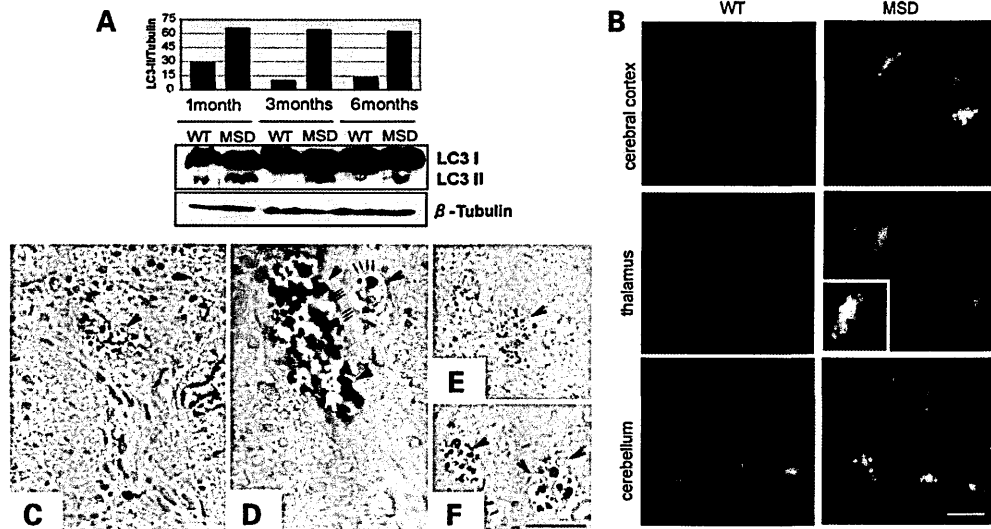 A
LC3-II/Tubulin
75
60
45
30
15
0
1month 3months 6months
WT MSD WT MSD WT MSD
LC3 I
LC3 II
β-Tubulin
B
WT MSD
cerebral cortex
thalamus
cerebellum
C
D
E
F